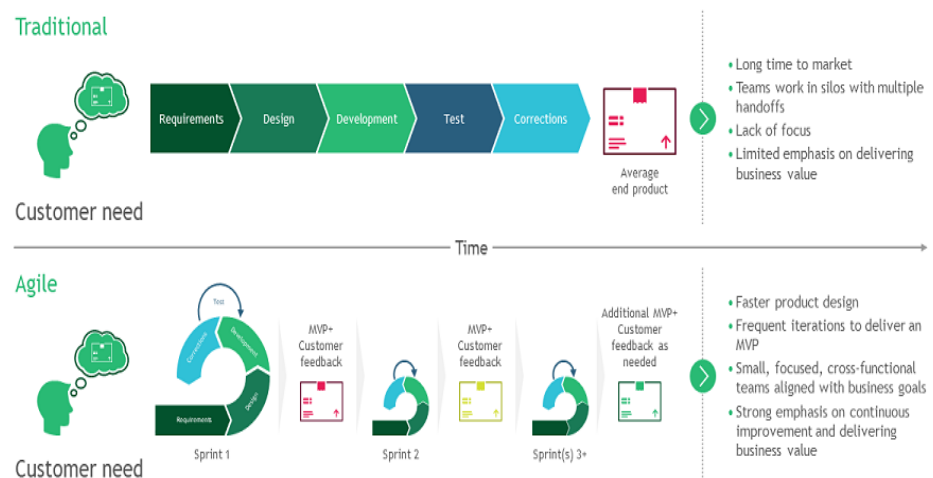 Traditional
Requirements
Design
Development
Test
Corrections
Average
end product
Customer need
• Long time to market
• Teams work in silos with multiple
handoffs
• Lack of focus
• Limited emphasis on delivering
business value
Time
Agile
Test
Corrections
Development
Design
Requirements
Sprint 1
MVP+
Customer
feedback
Sprint 2
MVP+
Customer
feedback
Sprint(s) 3+
Additional MVP+
Customer
feedback as
needed
Customer need
• Faster product design
• Frequent iterations to deliver an
MVP
• Small, focused, cross-functional
teams aligned with business goals
• Strong emphasis on continuous
improvement and delivering
business value